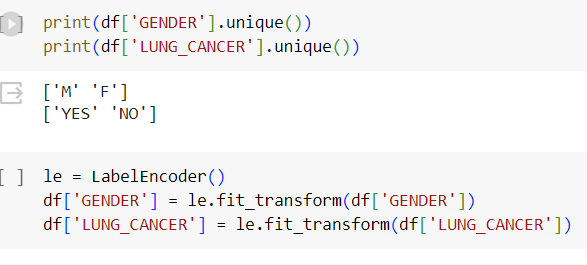 print(df['GENDER'].unique())
print(df['LUNG_CANCER'].unique())
['M' 'F']
['YES' 'NO']
[ ] le = LabelEncoder()
df['GENDER'] = le.fit_transform(df['GENDER'])
df['LUNG_CANCER'] = le.fit_transform(df['LUNG_CANCER'])